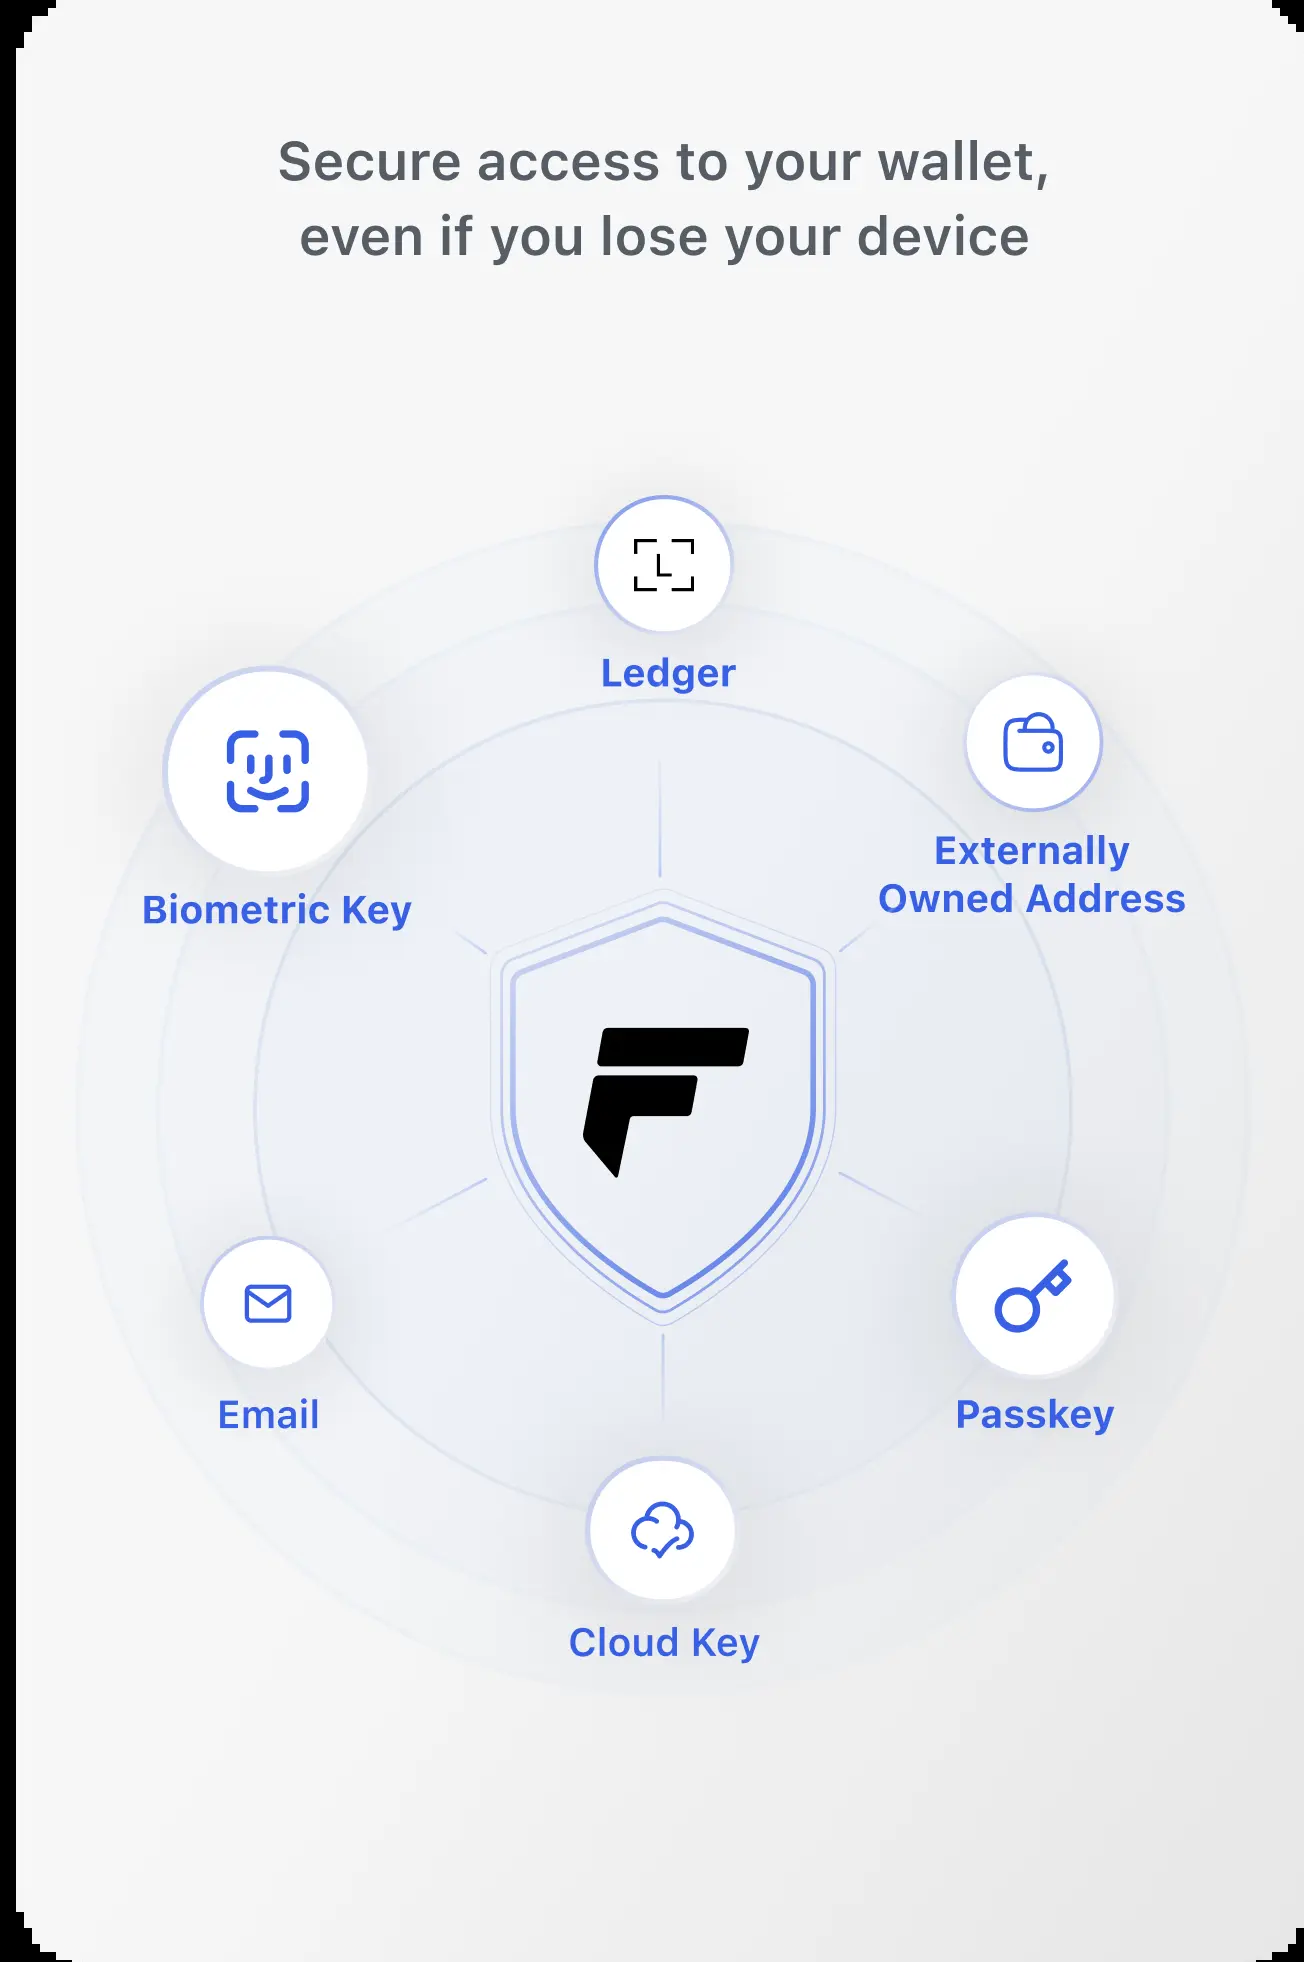 Secure access to your wallet,
even if you lose your device
L
Ledger
Externally
Owned Address
Biometric Key
F
Email
Passkey
Cloud Key